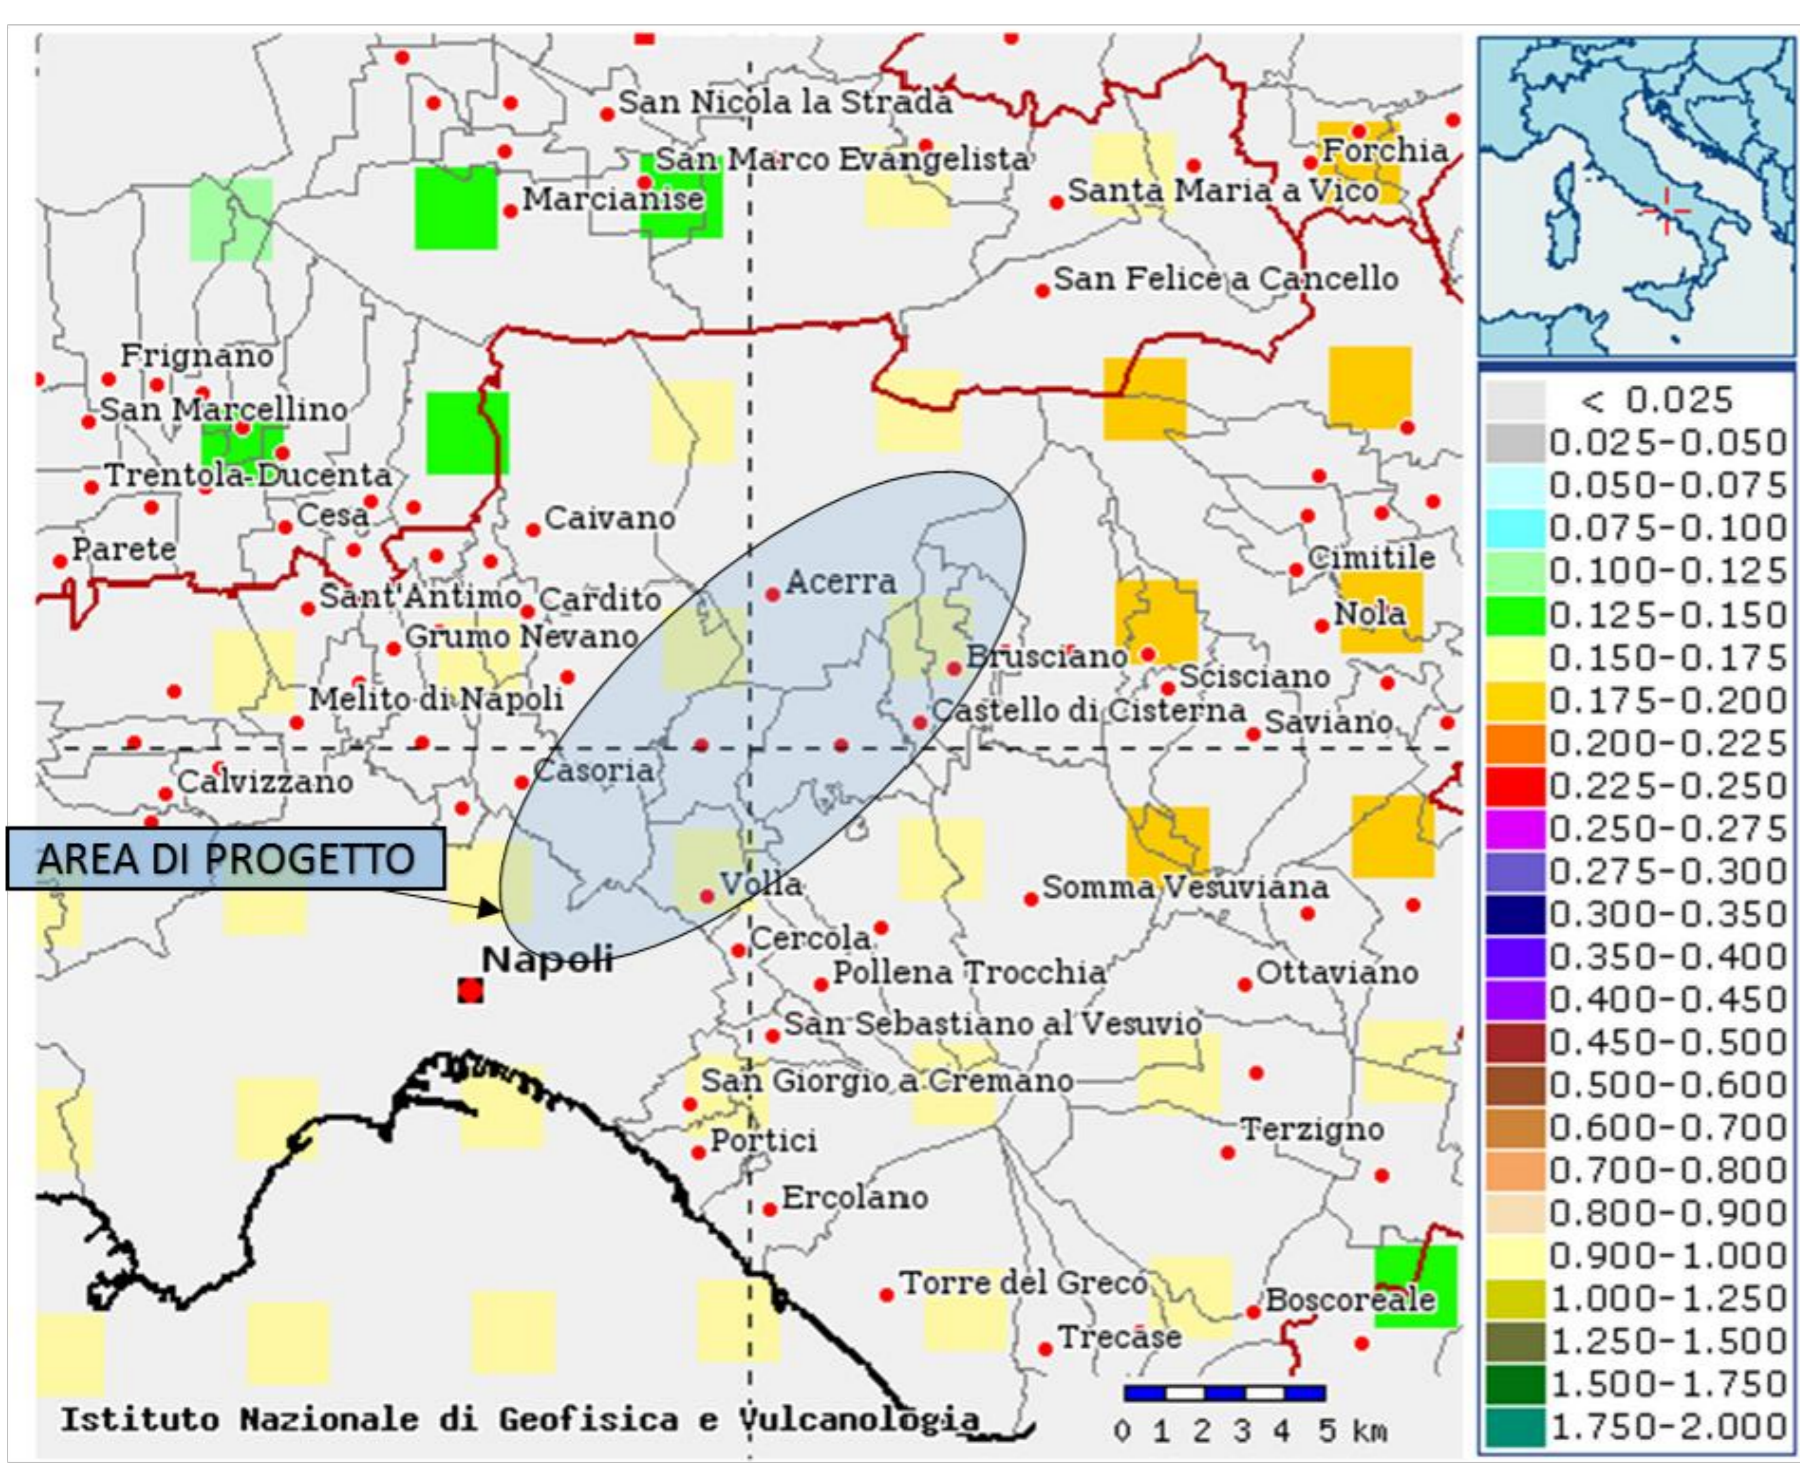 San Nicola la Strada
San Marco Evangelista
Forchia
Marcianise
Santa Maria a Vico
San Felice a Cancello
Frignano
San Marcellino
Trentola-Ducenta
Cesa
Caivano
Parete
Cimitile
Acerra
Sant'Antimo
Cardito
Nola
Grumo Nevano
Brusciano
Scisciano
Melito di Napoli
Castello di Cisterna
Saviano
Casoria
Calvizzano
AREA DI PROGETTO
Volla
Somma Vesuviana
Cercola
Napoli
Pollena Trocchia
Ottaviano
San Sebastiano al Vesuvio
San Giorgio a Cremano
Portici
Terzigno
Ercolano
Torre del Greco
Boscoreale
Trecase
Istituto Nazionale di Geofisica e Vulcanologia
0 1 2 3 4 5 km
< 0.025
0.025-0.050
0.050-0.075
0.075-0.100
0.100-0.125
0.125-0.150
0.150-0.175
0.175-0.200
0.200-0.225
0.225-0.250
0.250-0.275
0.275-0.300
0.300-0.350
0.350-0.400
0.400-0.450
0.450-0.500
0.500-0.600
0.600-0.700
0.700-0.800
0.800-0.900
0.900-1.000
1.000-1.250
1.250-1.500
1.500-1.750
1.750-2.000